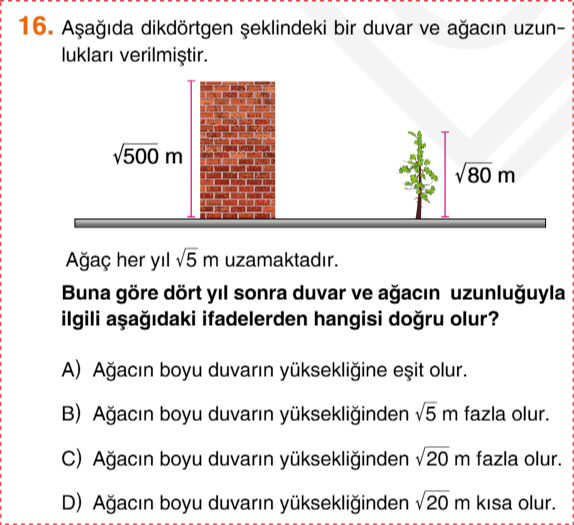 16. Aşağıda dikdörtgen şeklindeki bir duvar ve ağacın uzun-
lukları verilmiştir.
√500 m
√80 m
Ağaç her yıl √5 m uzamaktadır.
Buna göre dört yıl sonra duvar ve ağacın uzunluğuyla
ilgili aşağıdaki ifadelerden hangisi doğru olur?
A) Ağacın boyu duvarın yüksekliğine eşit olur.
B) Ağacın boyu duvarın yüksekliğinden √5 m fazla olur.
C) Ağacın boyu duvarın yüksekliğinden √20 m fazla olur.
D) Ağacın boyu duvarın yüksekliğinden √20 m kısa olur.